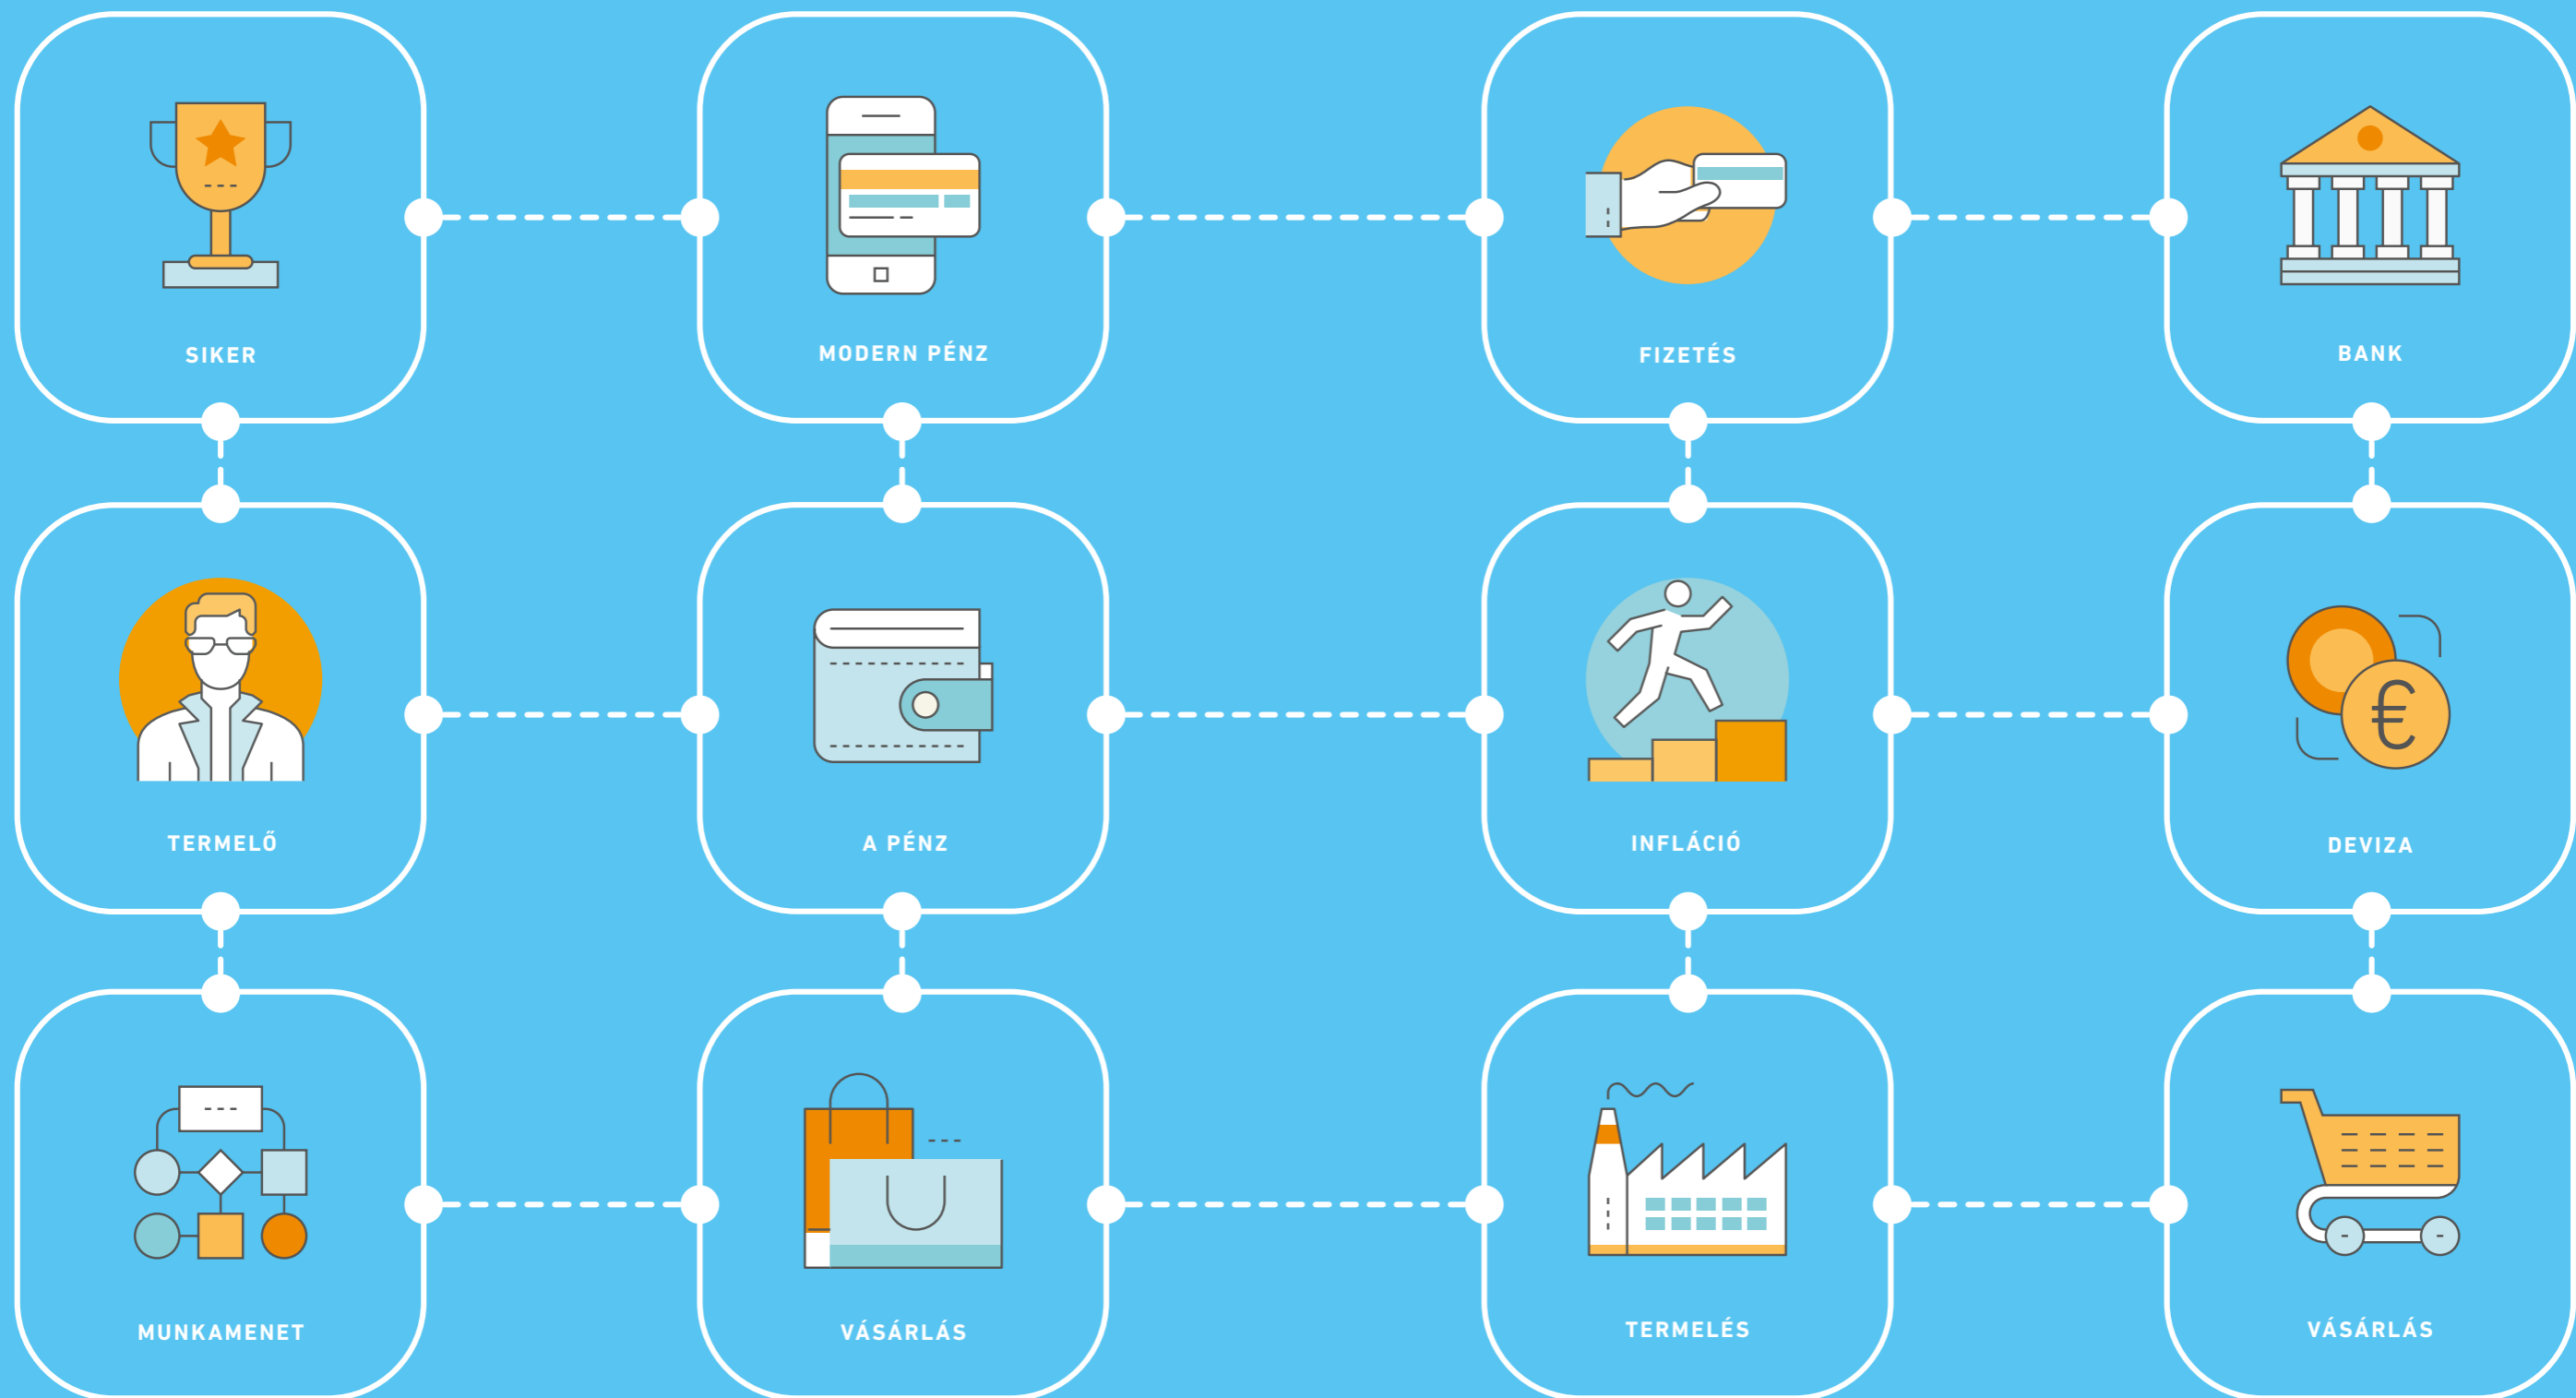 SIKER
MODERN PÉNZ
FIZETÉS
BANK
TERMELŐ
A PÉNZ
INFLÁCIÓ
DEVIZA
€
MUNKAMENET
VÁSÁRLÁS
TERMELÉS
VÁSÁRLÁS